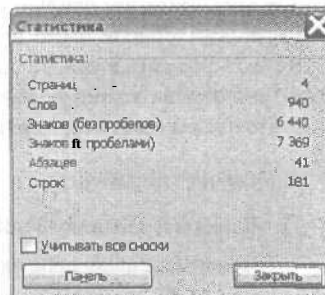 Статистика
Статистика:
Страниц 4
Слов 940
Знаков (без пробелов) 6 440
Знаков ft пробелами) 7 369
Абзацев 41
Строк 181
Учитывать все сноски
Панель Закрыть